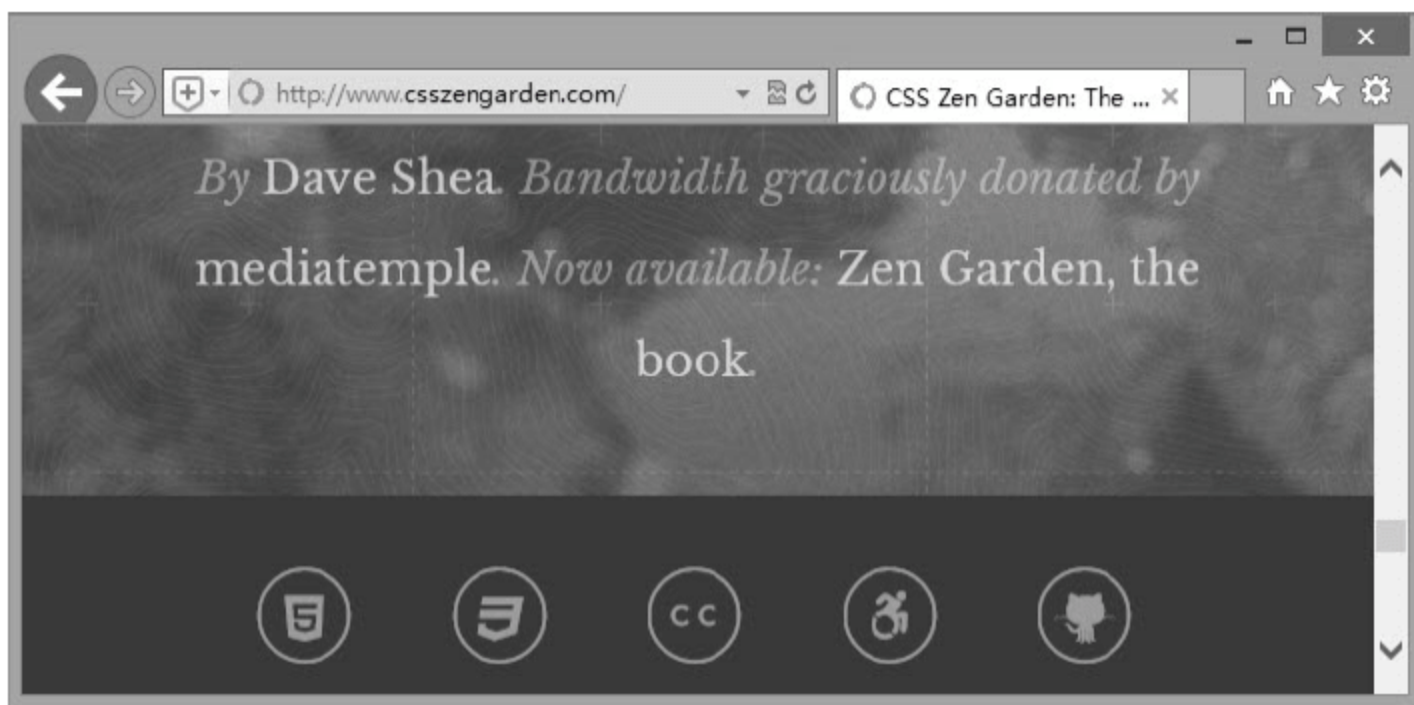 http://www.csszengarden.com/
CSS Zen Garden: The ...
By Dave Shea. Bandwidth graciously donated by
mediatemple. Now available: Zen Garden, the
book.
5 3 CC